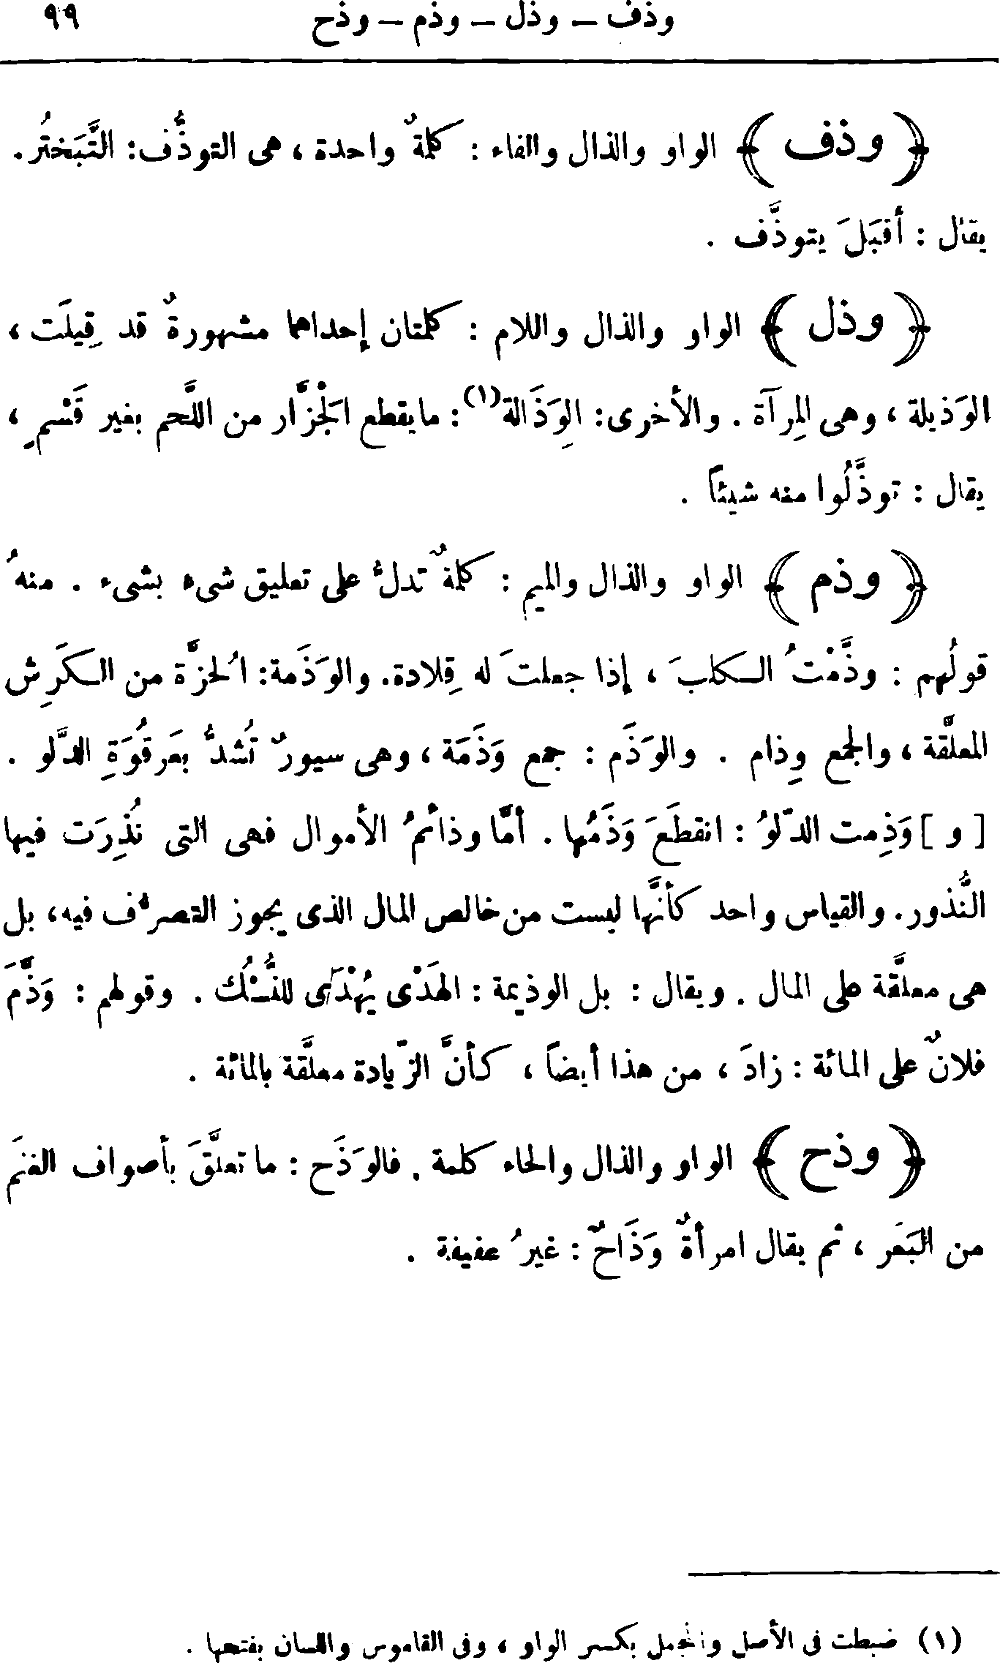 وذف – وذل – وذم – وذح ٩٩
﴿ وذف ﴾ الواو والذال والفاء : كلمةٌ واحدة ، هى التوذُّف: التَّبَختُر.
يقال : أقبَلَ يتوذَّف .
﴿ وذل ﴾ الواو والذال واللام : كلمتان إحداهما مشهورةٌ قد قِيلَت ،
الوَذيلة ، وهى المِرآة . والأخرى: الوِذَالة(١): ما يقطع الجَزَّار من اللَّحم بغير قَسْمٍ ،
يقال : توذَّلُوا منه شيئاً .
﴿ وذم ﴾ الواو والذال والميم : كلمةٌ تدلُّ على تعليق شىء بشىء . منهُ
قولُهم : وذَّمْتُ الكلبَ ، إذا جعلتَ له قِلادة. والوَذَمة: الُحزَّة من الكَرِش
المعلَّقة ، والجمع وِذام . والوَذَم : جمع وَذَمَة ، وهى سيورٌ تُشدُّ بعَرقُوَةِ الدَّلو .
[ و ] وَذِمت الدّلوُ : انقطَعَ وَذَمُها . أمَّا وذائمُ الأموال فهى التى نُذِرَت فيها
النُّذور. والقياس واحد كأنَّها ليست من خالص المال الذى يجوز التصرُّف فيه، بل
هى معلَّقة على المال . ويقال : بل الوذيمة : الهَدْى يُهْدَى للنُّسُك . وقولهم : وَذَّمَ
فلانٌ على المائة : زادَ ، من هذا أيضاً ، كأنَّ الزّيادة معلَّقة بالمائة .
﴿ وذح ﴾ الواو والذال والحاء كلمة . فالوَذَح : ما تعلَّقَ بأصواف الغنَم
من البَعَر ، ثم يقال امرأةٌ وَذَاحٌ : غيرُ عفيفة .
(١) ضبطت فى الأصل والمجمل بكسر الواو ، وفى القاموس واللسان بفتحها .